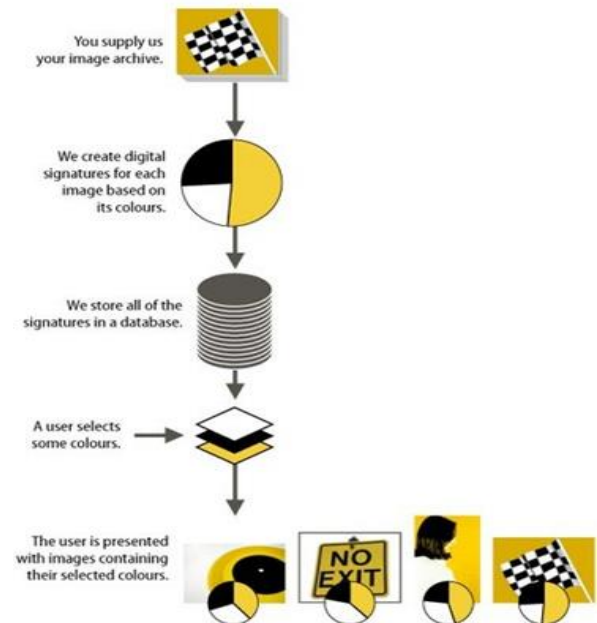 You supply us
your image archive.
We create digital
signatures for each
image based on
its colours.
We store all of the
signatures in a database.
A user selects
some colours.
The user is presented
with images containing
their selected colours.
NO
EXIT